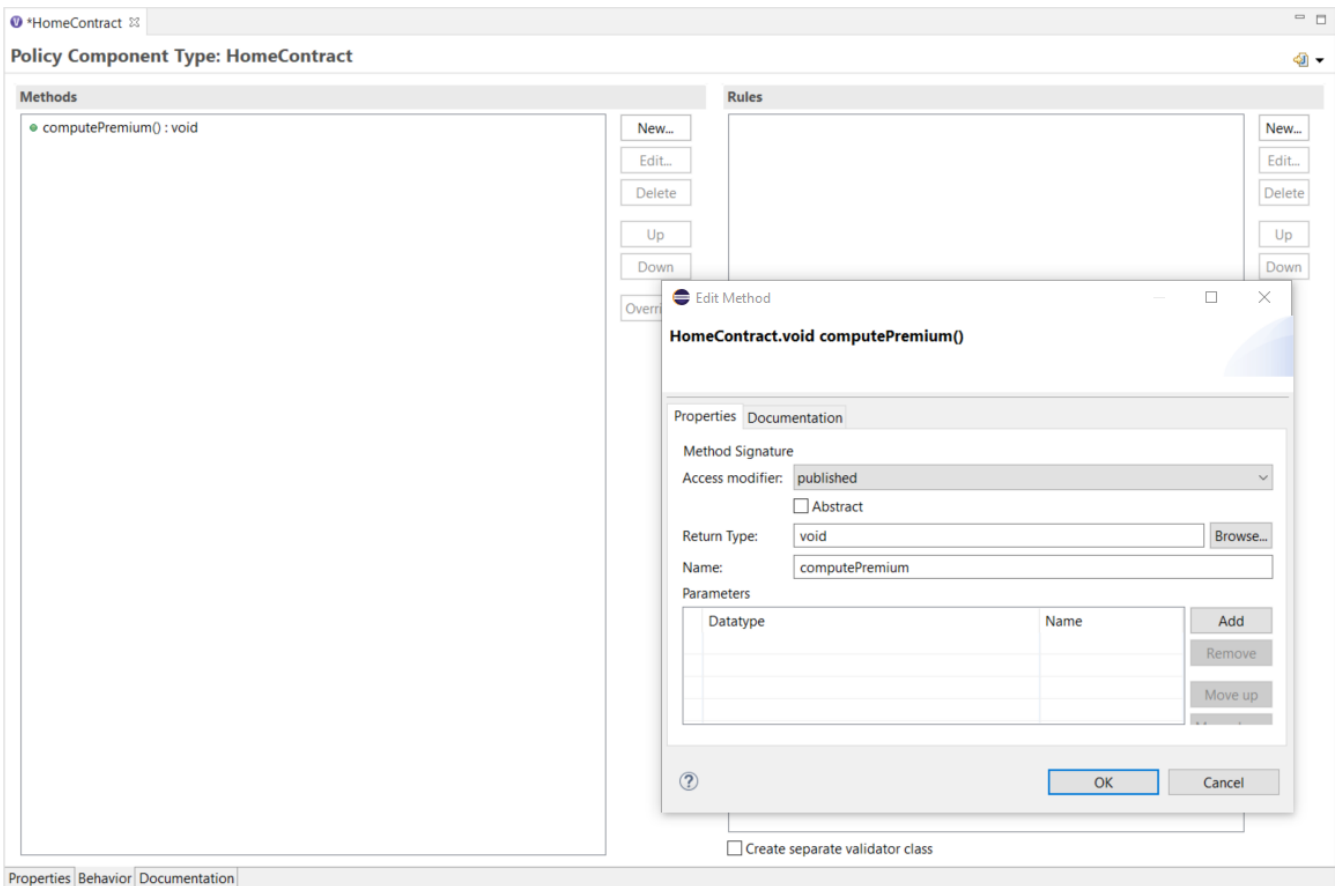 *HomeContract
Policy Component Type: HomeContract
Methods
computePremium() : void
New...
Edit...
Delete
Up
Down
Rules
New...
Edit...
Delete
Up
Down
Edit Method
HomeContract.void computePremium()
Properties Documentation
Method Signature
Access modifier: published
Abstract
Return Type: void Browse...
Name: computePremium
Parameters
Datatype Name
Add
Remove
Move up
OK Cancel
Create separate validator class
Properties Behavior Documentation